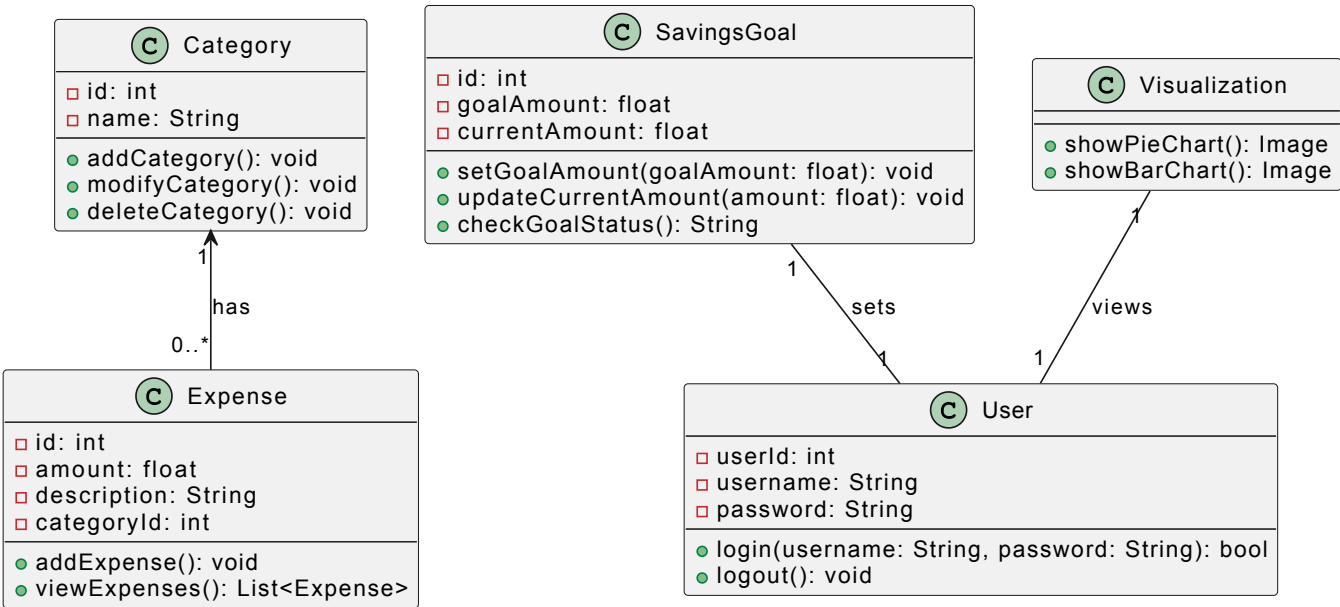 C Category
id: int
name: String
addCategory(): void
modifyCategory(): void
deleteCategory(): void
C SavingsGoal
id: int
goalAmount: float
currentAmount: float
setGoalAmount(goalAmount: float): void
updateCurrentAmount(amount: float): void
checkGoalStatus(): String
C Visualization
showPieChart(): Image
showBarChart(): Image
1
has
0..*
1
sets
1
1
views
1
C Expense
id: int
amount: float
description: String
categoryId: int
addExpense(): void
viewExpenses(): List<Expense>
C User
userId: int
username: String
password: String
login(username: String, password: String): bool
logout(): void